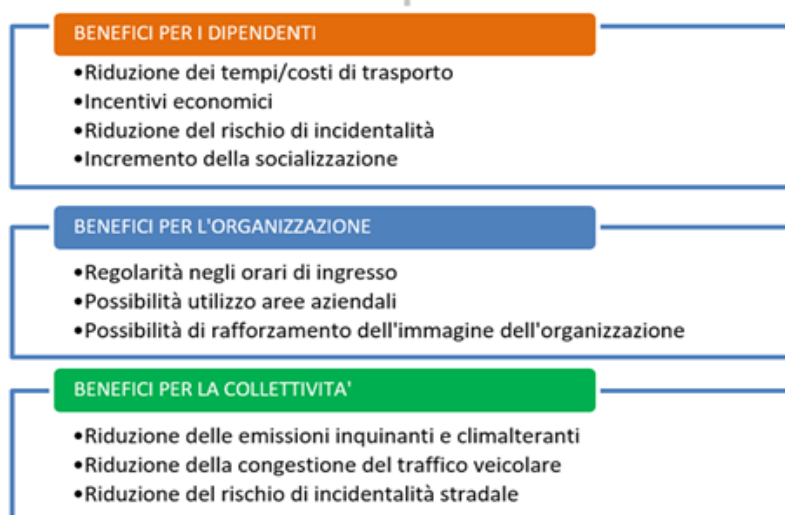 BENEFICI PER I DIPENDENTI
•Riduzione dei tempi/costi di trasporto
•Incentivi economici
•Riduzione del rischio di incidentalità
•Incremento della socializzazione
BENEFICI PER L'ORGANIZZAZIONE
•Regolarità negli orari di ingresso
•Possibilità utilizzo aree aziendali
•Possibilità di rafforzamento dell'immagine dell'organizzazione
BENEFICI PER LA COLLETTIVITA'
•Riduzione delle emissioni inquinanti e climalteranti
•Riduzione della congestione del traffico veicolare
•Riduzione del rischio di incidentalità stradale